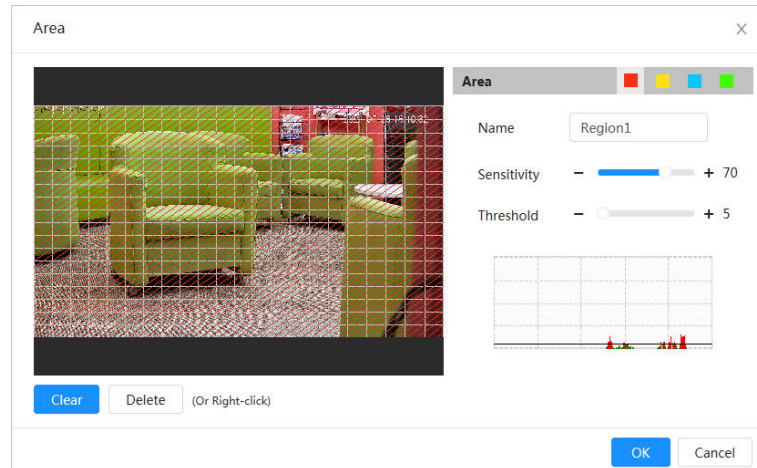 Area
Area
Name
Region1
Sensitivity
70
Threshold
5
Clear
Delete
(Or Right-click)
OK
Cancel